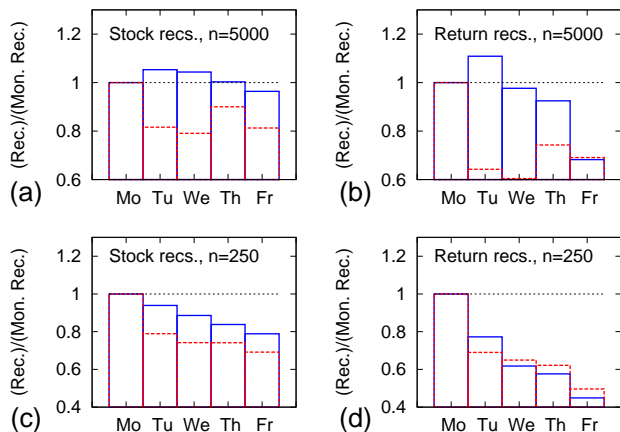 Stock recs., n=5000
(Rec.)/(Mon. Rec.)
1.2
1
0.8
0.6
Mo Tu We Th Fr
(a)
Return recs., n=5000
(Rec.)/(Mon. Rec.)
1.2
1
0.8
0.6
Mo Tu We Th Fr
(b)
Stock recs., n=250
(Rec.)/(Mon. Rec.)
1.2
1
0.8
0.6
0.4
Mo Tu We Th Fr
(c)
Return recs., n=250
(Rec.)/(Mon. Rec.)
1.2
1
0.8
0.6
0.4
Mo Tu We Th Fr
(d)